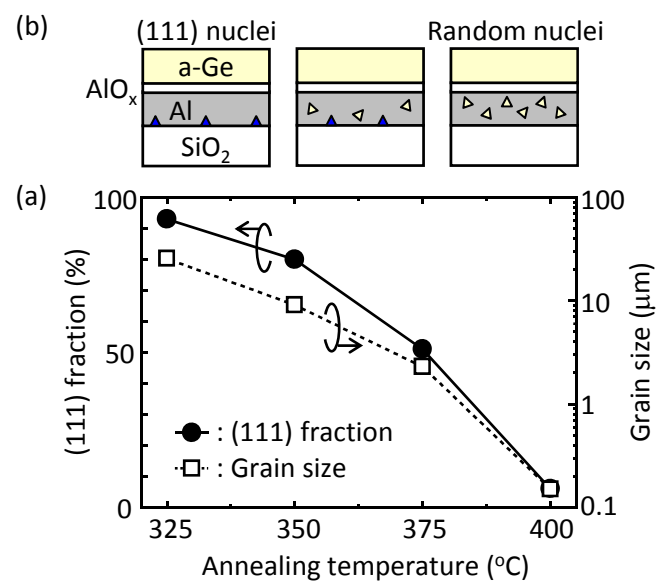 (b)
(111) nuclei
Random nuclei
a-Ge
AlOₓ
Al
SiO₂
(a)
100
50
0
(111) fraction (%)
100
10
1
0.1
Grain size (μm)
● : (111) fraction
□ : Grain size
325 350 375 400
Annealing temperature (°C)